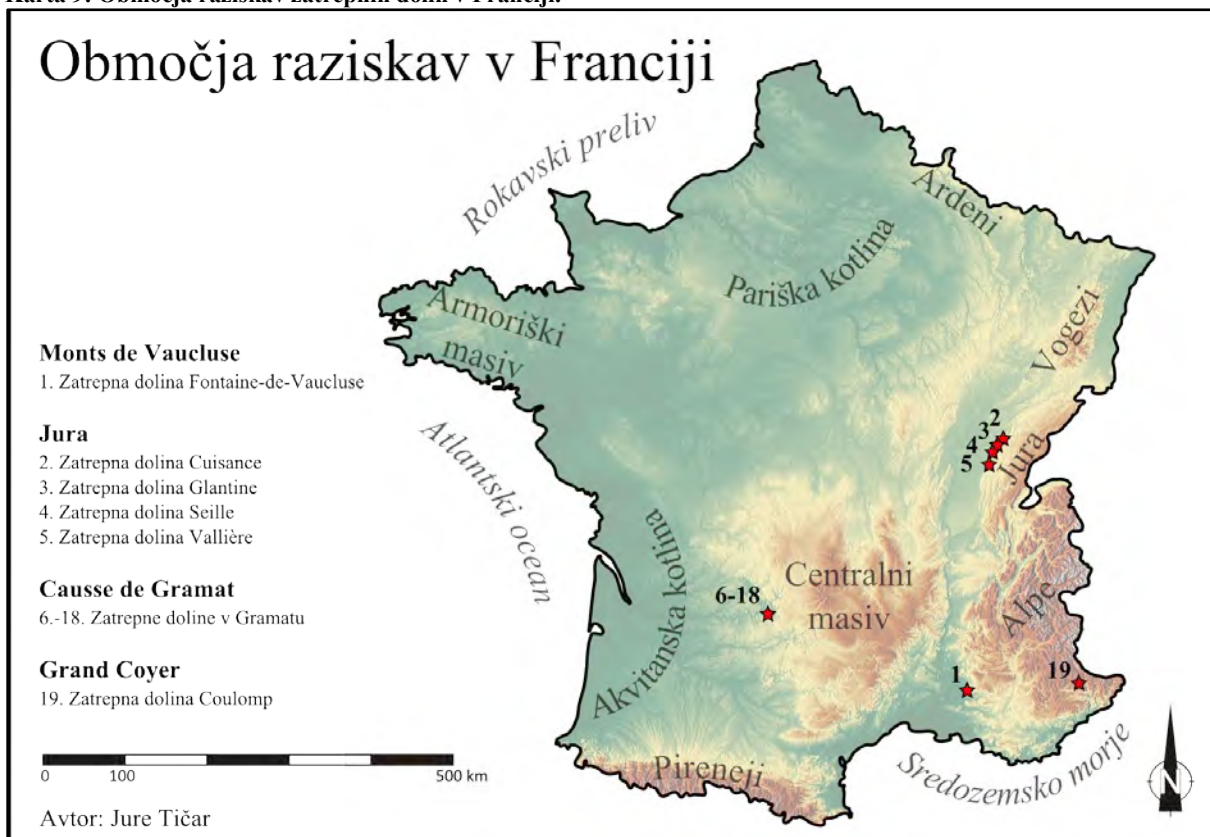 Karta 9: Območja raziskav zatrepnih dolin v Franciji.
Območja raziskav v Franciji
Rokavski preliv
Ardeni
Pariška kotlina
Vogezi
Armoriški
masiv
Monts de Vaucluse
1. Zatrepna dolina Fontaine-de-Vaucluse
Jura
2. Zatrepna dolina Cuisance
3. Zatrepna dolina Glantine
4. Zatrepna dolina Seille
5. Zatrepna dolina Vallière
Causse de Gramat
6.-18. Zatrepne doline v Gramatu
Grand Coyer
19. Zatrepna dolina Coulomp
Atlantski ocean
2
3
4
5
Jura
Akvitanska kotlina
6-18
Centralni
masiv
Alpe
1
19
Pireneji
Sredozemsko morje
0 100 500 km
N
Avtor: Jure Tičar